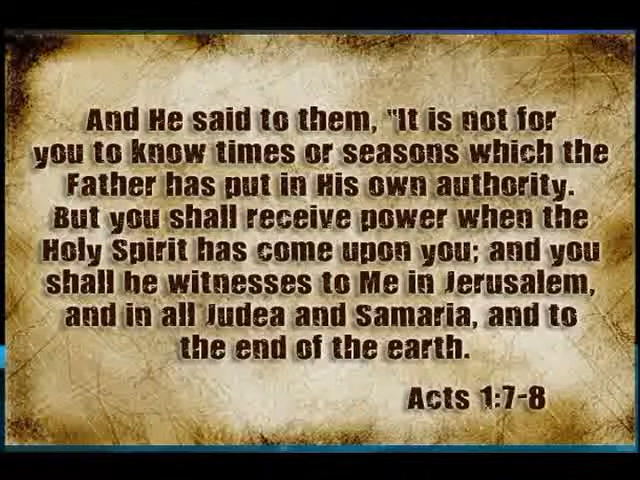 And He said to them, "It is not for
you to know times or seasons which the
Father has put in His own authority.
But you shall receive power when the
Holy Spirit has come upon you; and you
shall be witnesses to Me in Jerusalem,
and in all Judea and Samaria, and to
the end of the earth.
Acts 1:7-8